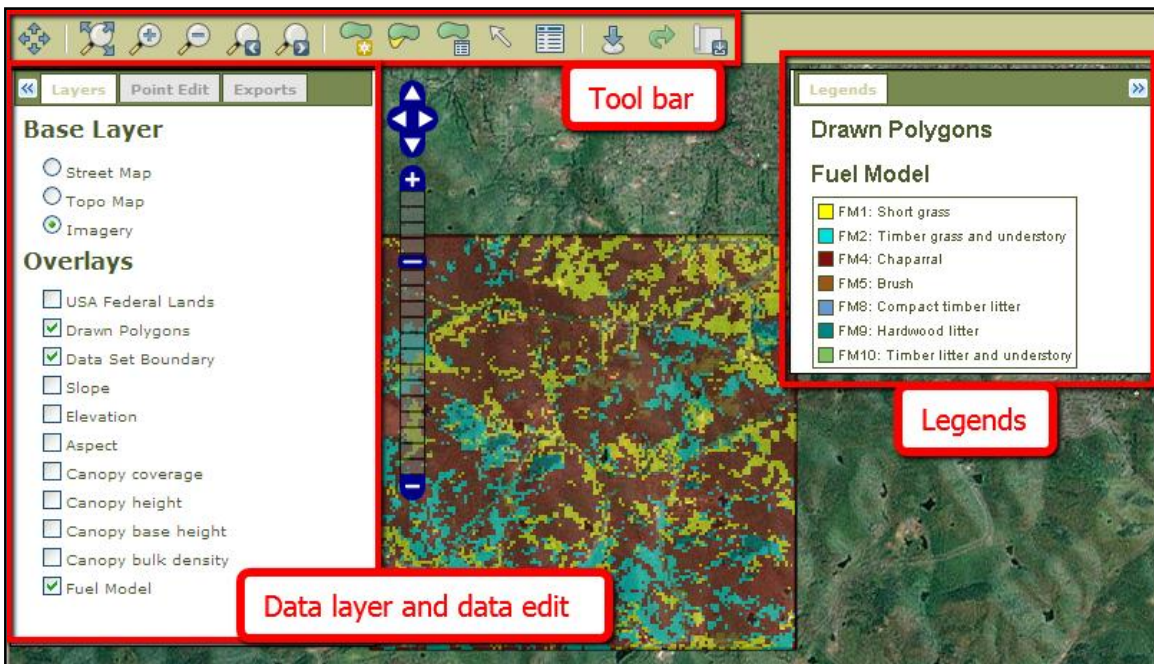 Tool bar
Layers
Point Edit
Exports
Base Layer
Street Map
Topo Map
Imagery
Overlays
USA Federal Lands
Drawn Polygons
Data Set Boundary
Slope
Elevation
Aspect
Canopy coverage
Canopy height
Canopy base height
Canopy bulk density
Fuel Model
Data layer and data edit
Legends
Drawn Polygons
Fuel Model
FM1: Short grass
FM2: Timber grass and understory
FM4: Chaparral
FM5: Brush
FM8: Compact timber litter
FM9: Hardwood litter
FM10: Timber litter and understory
Legends